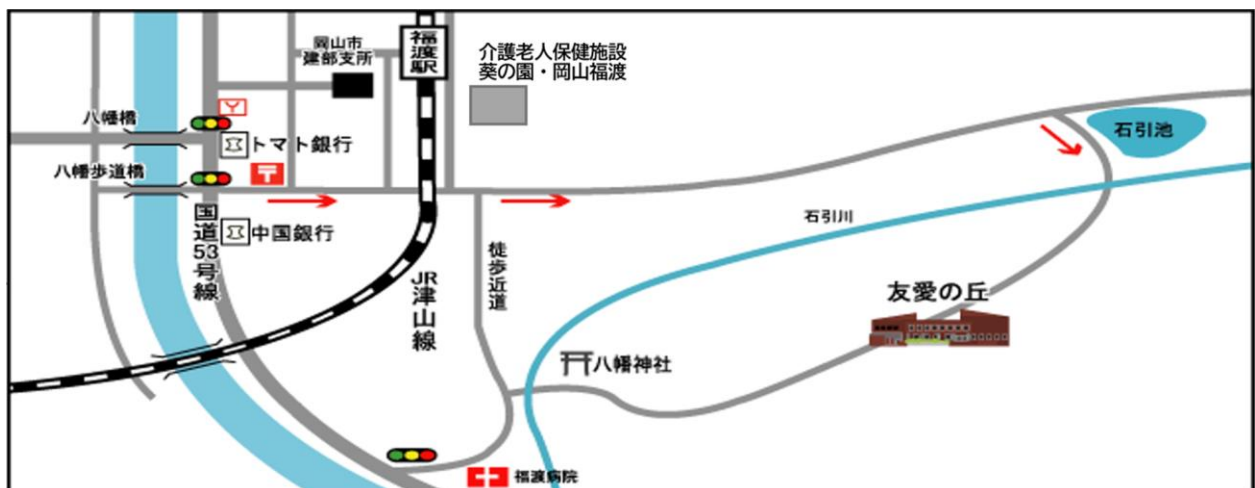 福渡駅
岡山市
建部支所
介護老人保健施設
葵の園・岡山福渡
八幡橋
トマト銀行
石引池
八幡歩道橋
国道53号線
中国銀行
石引川
徒歩近道
JR津山線
友愛の丘
八幡神社
福渡病院